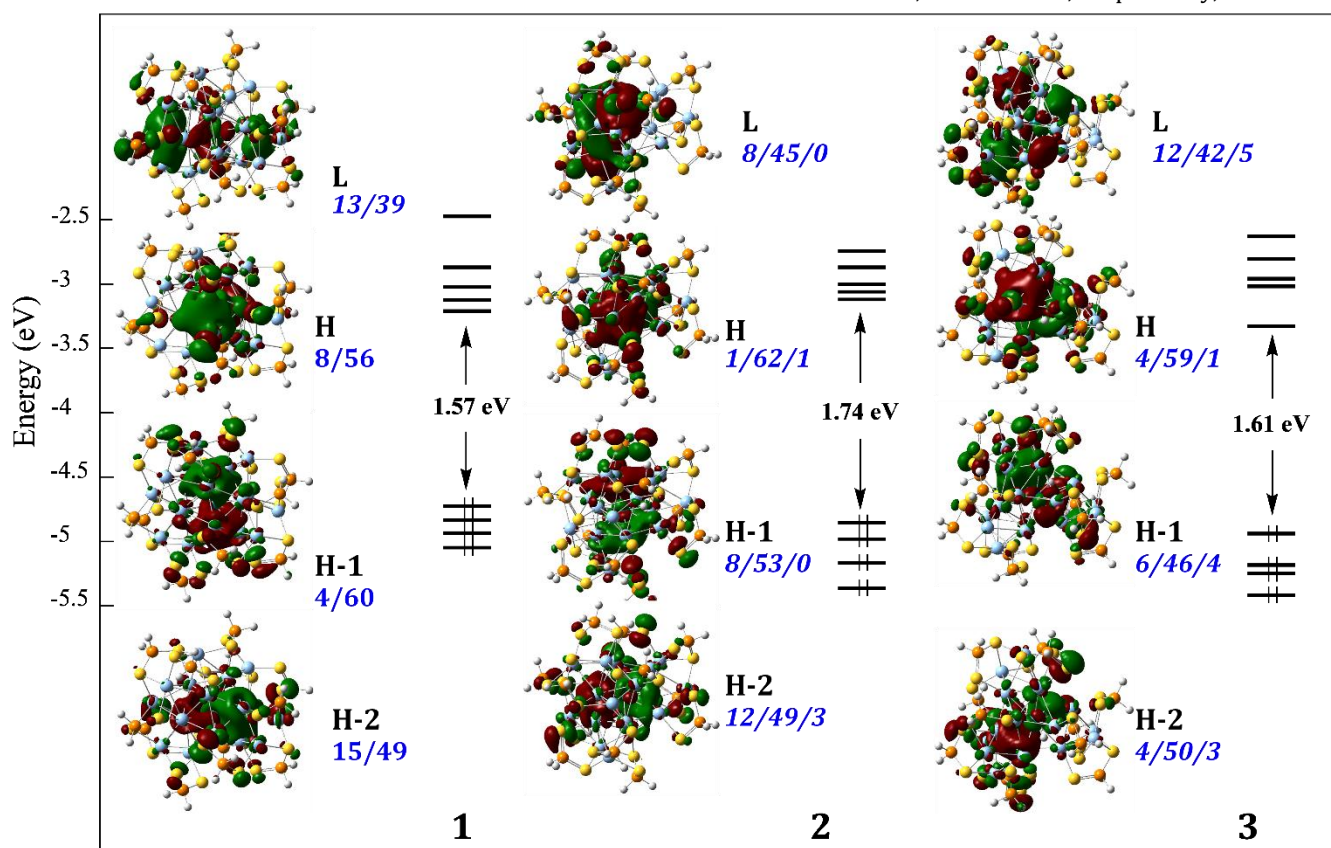 L
13/39
L
8/45/0
L
12/42/5
-2.5
-3
-3.5
-4
-4.5
-5
-5.5
Energy (eV)
H
8/56
H
1/62/1
H
4/59/1
1.57 eV
1.74 eV
1.61 eV
H-1
4/60
H-1
8/53/0
H-1
6/46/4
H-2
15/49
H-2
12/49/3
H-2
4/50/3
1
2
3